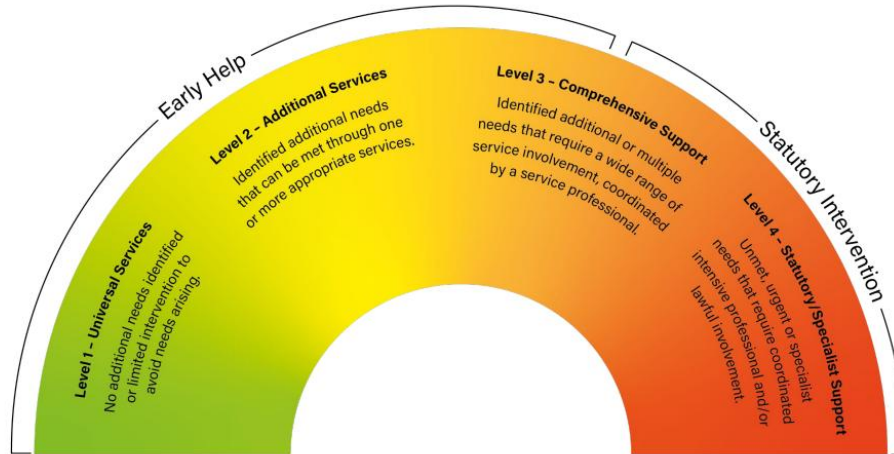 Early Help
Statutory Intervention
Level 1 – Universal Services
No additional needs identified
or limited intervention to
avoid needs arising.
Level 2 – Additional Services
Identified additional needs
that can be met through one
or more appropriate services.
Level 3 – Comprehensive Support
Identified additional or multiple
needs that require a wide range of
service involvement, coordinated
by a service professional.
Level 4 – Statutory/Specialist Support
Unmet, urgent or specialist
needs that require coordinated
intensive professional and/or
lawful involvement.